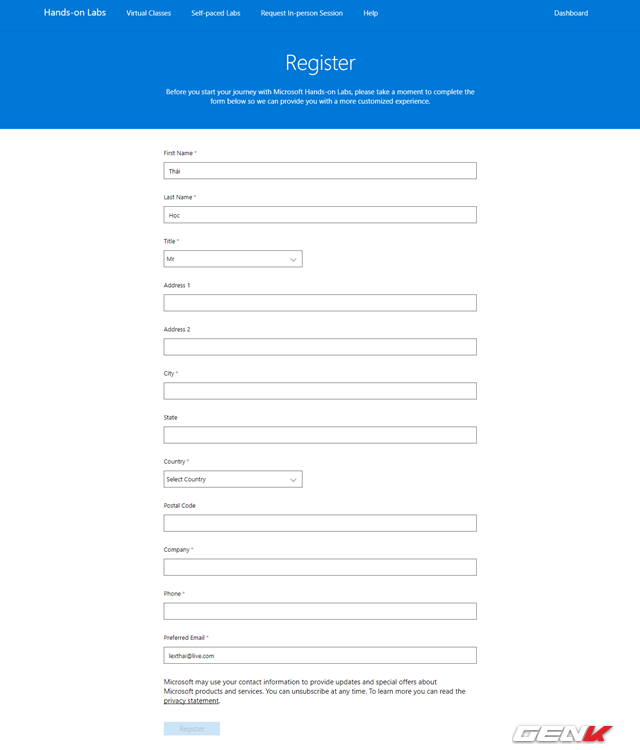 Hands-on Labs Virtual Classes Self-paced Labs Request In-person Session Help Dashboard
Register
Before you start your journey with Microsoft Hands-on Labs, please take a moment to complete the
form below so we can provide you with a more customized experience.
First Name *
Thái
Last Name *
Học
Title *
Mr
Address 1
Address 2
City *
State
Country *
Select Country
Postal Code
Company *
Phone *
Preferred Email *
lexthai@live.com
Microsoft may use your contact information to provide updates and special offers about
Microsoft products and services. You can unsubscribe at any time. To learn more you can read the
privacy statement.
Register
GENK